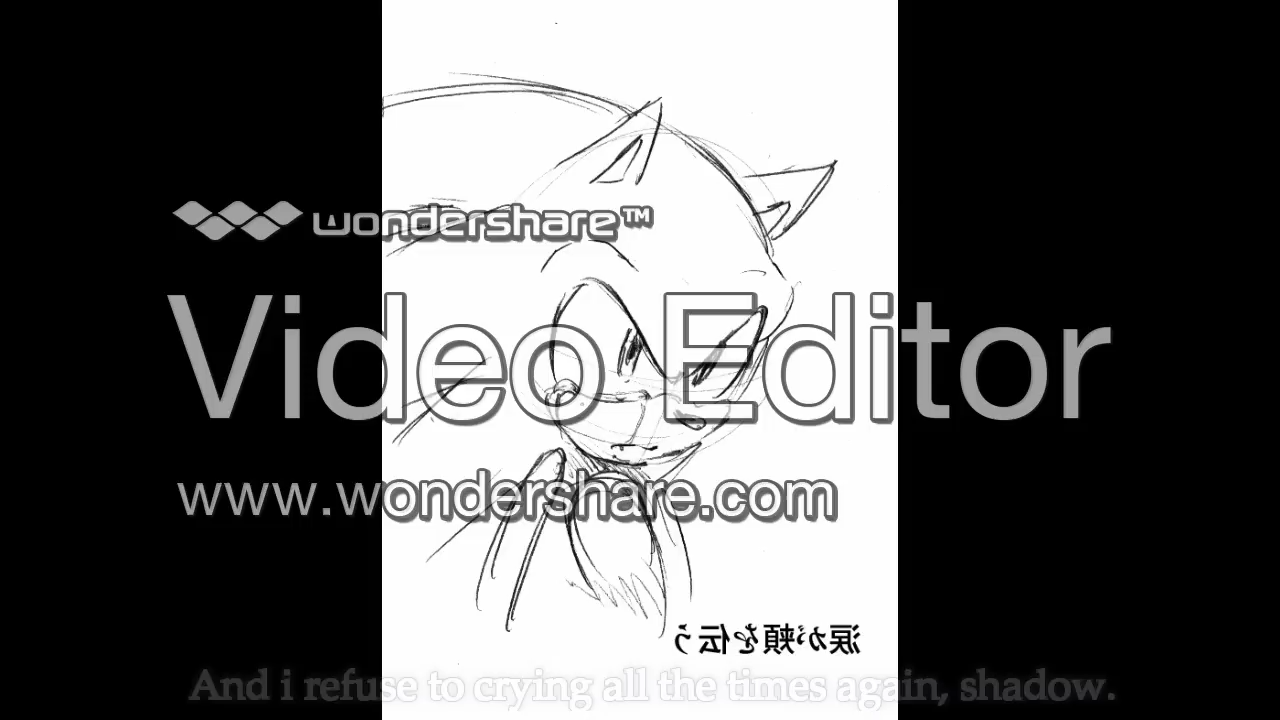 wondershare™
Video Editor
www.wondershare.com
涙が頬を伝う
And i refuse to crying all the times again, shadow.